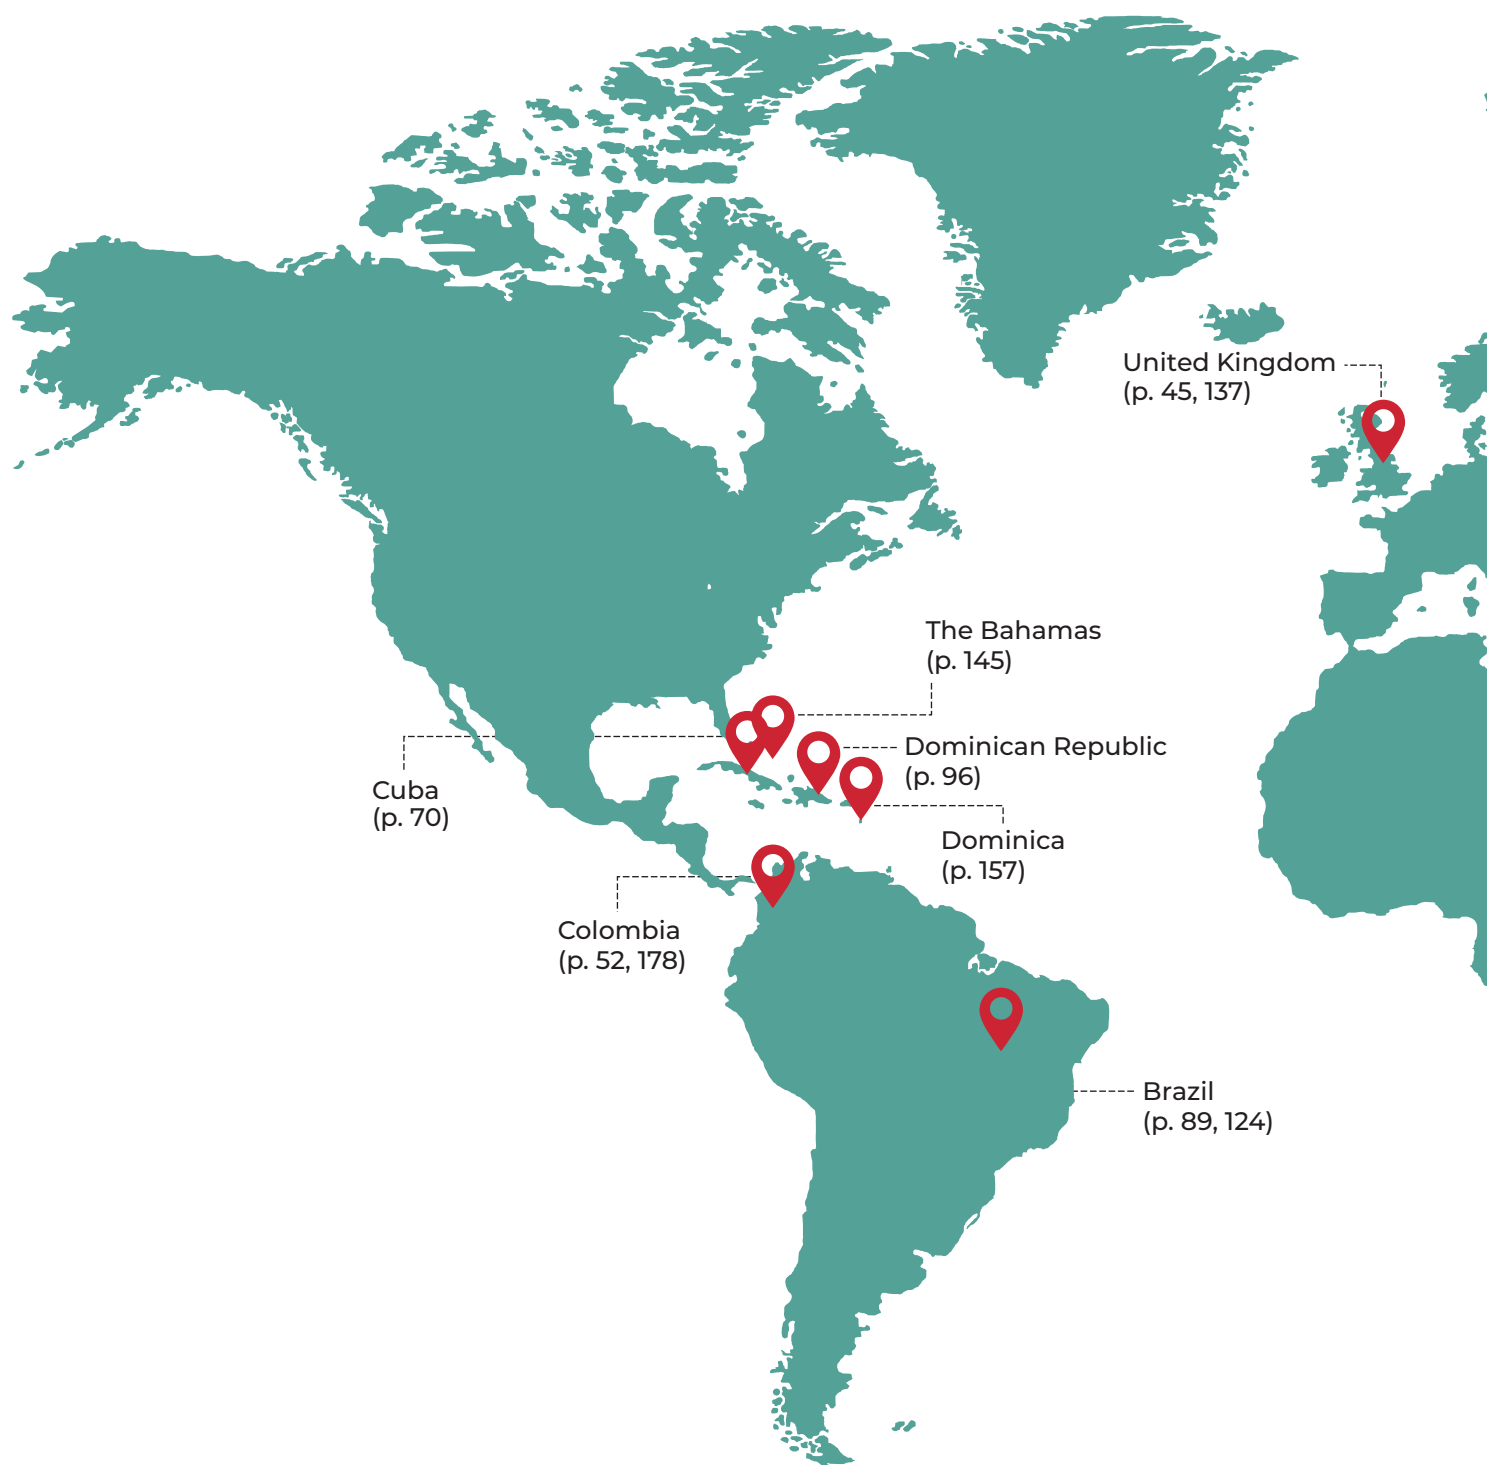 United Kingdom
(p. 45, 137)
The Bahamas
(p. 145)
Dominican Republic
(p. 96)
Cuba
(p. 70)
Dominica
(p. 157)
Colombia
(p. 52, 178)
Brazil
(p. 89, 124)